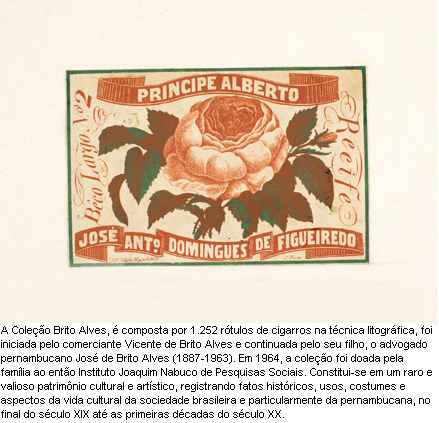 PRINCIPE ALBERTO
Béco Largo Nº 2
Recife
JOSÉ ANTº DOMINGUES DE FIGUEIREDO
A Coleção Brito Alves, é composta por 1.252 rótulos de cigarros na técnica litográfica, foi
iniciada pelo comerciante Vicente de Brito Alves e continuada pelo seu filho, o advogado
pernambucano José de Brito Alves (1887-1963). Em 1964, a coleção foi doada pela
família ao então Instituto Joaquim Nabuco de Pesquisas Sociais. Constitui-se em um raro e
valioso patrimônio cultural e artístico, registrando fatos históricos, usos, costumes e
aspectos da vida cultural da sociedade brasileira e particularmente da pernambucana, no
final do século XIX até as primeiras décadas do século XX.